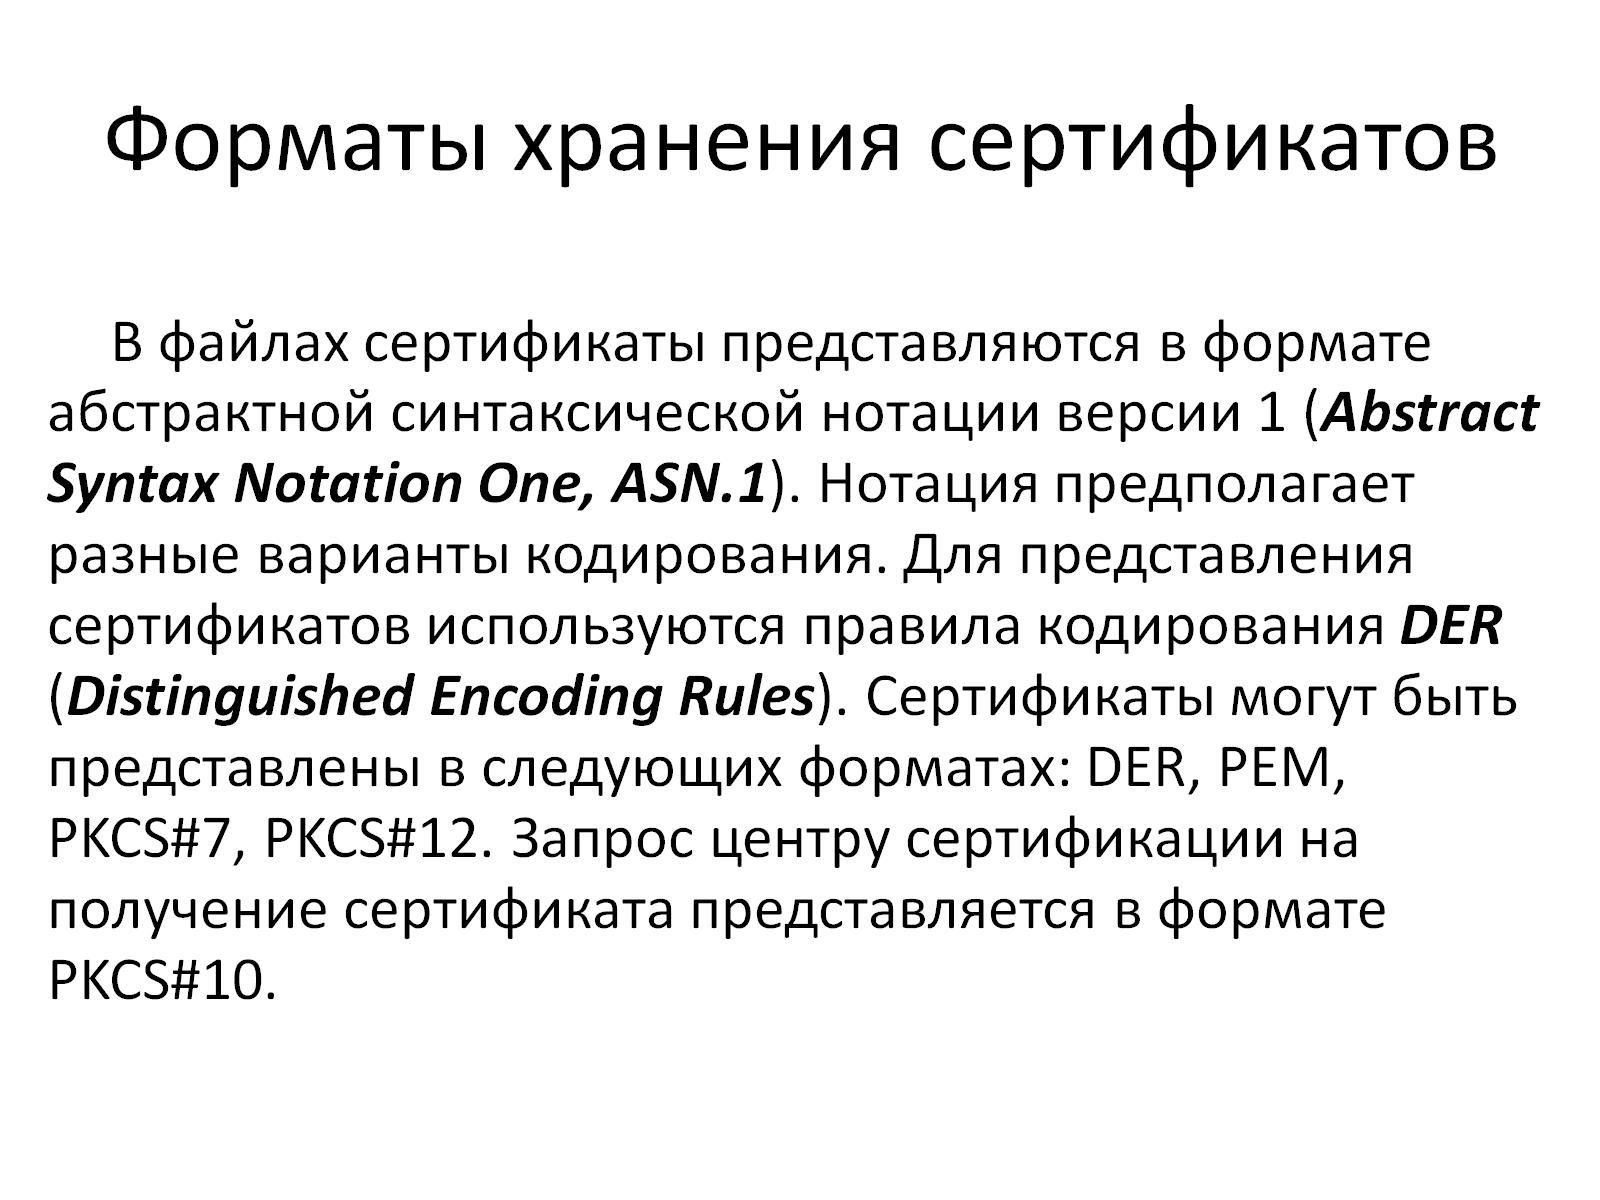 Форматы хранения сертификатов
В файлах сертификаты представляются в формате
абстрактной синтаксической нотации версии 1 (Abstract
Syntax Notation One, ASN.1). Нотация предполагает
разные варианты кодирования. Для представления
сертификатов используются правила кодирования DER
(Distinguished Encoding Rules). Сертификаты могут быть
представлены в следующих форматах: DER, PEM,
PKCS#7, PKCS#12. Запрос центру сертификации на
получение сертификата представляется в формате
PKCS#10.